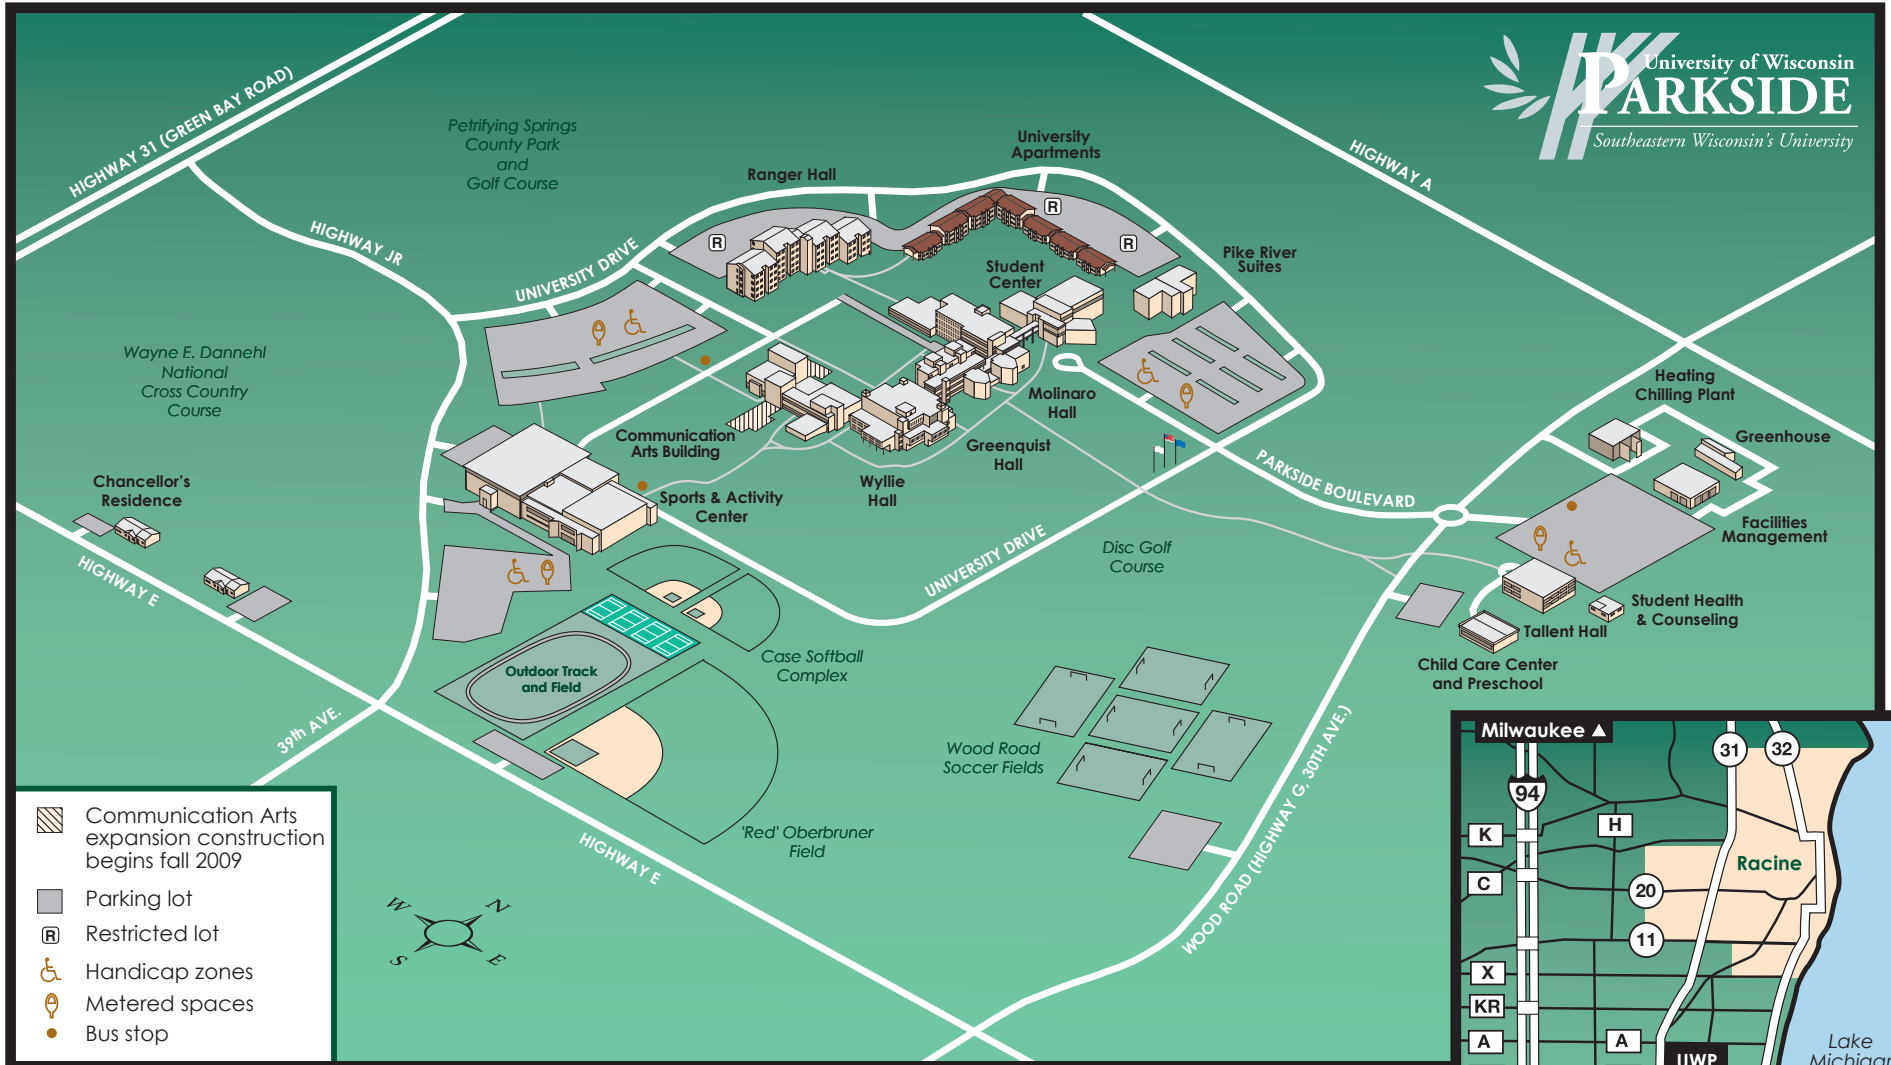 University of Wisconsin
PARKSIDE
Southeastern Wisconsin's University
HIGHWAY 31 (GREEN BAY ROAD)
Petrifying Springs
County Park
and
Golf Course
University
Apartments
HIGHWAY A
Ranger Hall
R
R
R
HIGHWAY JR
UNIVERSITY DRIVE
Student
Center
Pike River
Suites
Wayne E. Dannehl
National
Cross Country
Course
Molinaro
Hall
Heating
Chilling Plant
Greenhouse
Communication
Arts Building
Greenquist
Hall
PARKSIDE BOULEVARD
Chancellor's
Residence
Sports & Activity
Center
Wyllie
Hall
Facilities
Management
HIGHWAY E
UNIVERSITY DRIVE
Disc Golf
Course
Student Health
& Counseling
Tallent Hall
Child Care Center
and Preschool
Outdoor Track
and Field
Case Softball
Complex
39th AVE.
Wood Road
Soccer Fields
'Red' Oberbruner
Field
HIGHWAY E
WOOD ROAD (HIGHWAY G, 30TH AVE.)
W
N
S
E
Communication Arts
expansion construction
begins fall 2009
Parking lot
R
Restricted lot
Handicap zones
Metered spaces
Bus stop
Milwaukee
31
32
94
K
H
Racine
C
20
11
X
KR
A
A
UWP
Lake
Michigan